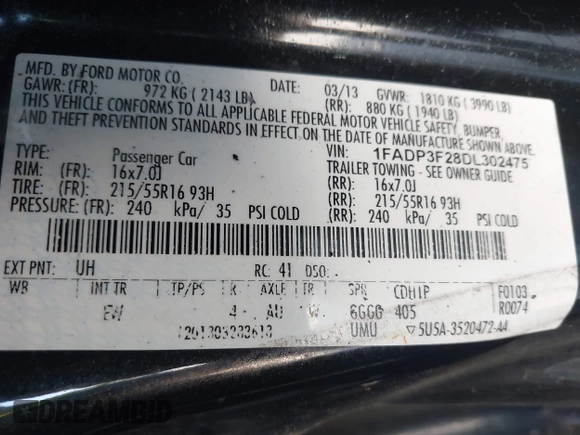 MFD. BY FORD MOTOR CO. DATE: 03/13 GVWR: 1810 KG (3990 LB)
GAWR: (FR): 972 KG (2143 LB) (RR): 880 KG (1940 LB)
THIS VEHICLE CONFORMS TO ALL APPLICABLE FEDERAL MOTOR VEHICLE SAFETY, BUMPER,
AND THEFT PREVENTION STANDARDS IN EFFECT ON THE DATE OF MANUFACTURE SHOWN ABOVE.
VIN: 1FADP3F28DL302475
TYPE: Passenger Car TRAILER TOWING - SEE OWNER GUIDE
RIM: (FR) 16x7.0J (RR): 16x7.0J
TIRE: (FR) 215/55R16 93H (RR): 215/55R16 93H
PRESSURE: (FR) 240 kPa/ 35 PSI COLD (RR): 240 kPa/ 35 PSI COLD
EXT PNT: UH RC: 41 DSO:
WB INT TR TP/PS R AXLE TR SPR CDH1P F0103
EW 4 AU W GGGG 405 R0074
UMU ▽5U5A-3520472-AA
DREAMBID